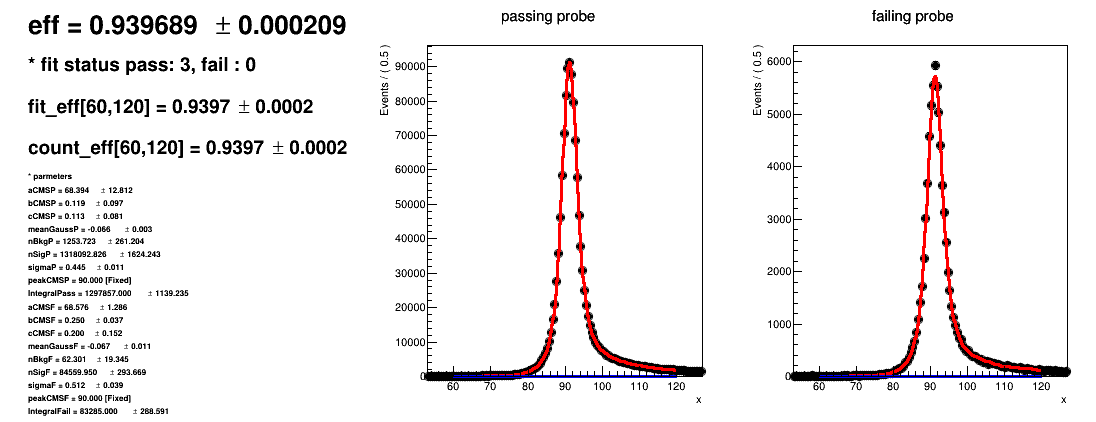 eff = 0.939689 ± 0.000209
* fit status pass: 3, fail : 0
fit_eff[60,120] = 0.9397 ± 0.0002
count_eff[60,120] = 0.9397 ± 0.0002
* parmeters
aCMSP = 68.394 ± 12.812
bCMSP = 0.119 ± 0.097
cCMSP = 0.113 ± 0.081
meanGaussP = -0.066 ± 0.003
nBkgP = 1253.723 ± 261.204
nSigP = 1318092.826 ± 1624.243
sigmaP = 0.445 ± 0.011
peakCMSP = 90.000 [Fixed]
IntegralPass = 1297857.000 ± 1139.235
aCMSF = 68.576 ± 1.286
bCMSF = 0.250 ± 0.037
cCMSF = 0.200 ± 0.152
meanGaussF = -0.067 ± 0.011
nBkgF = 62.301 ± 19.345
nSigF = 84559.950 ± 293.669
sigmaF = 0.512 ± 0.039
peakCMSF = 90.000 [Fixed]
IntegralFail = 83285.000 ± 288.591
passing probe
Events / ( 0.5 )
90000
80000
70000
60000
50000
40000
30000
20000
10000
0
60 70 80 90 100 110 120
x
failing probe
Events / ( 0.5 )
6000
5000
4000
3000
2000
1000
0
60 70 80 90 100 110 120
x